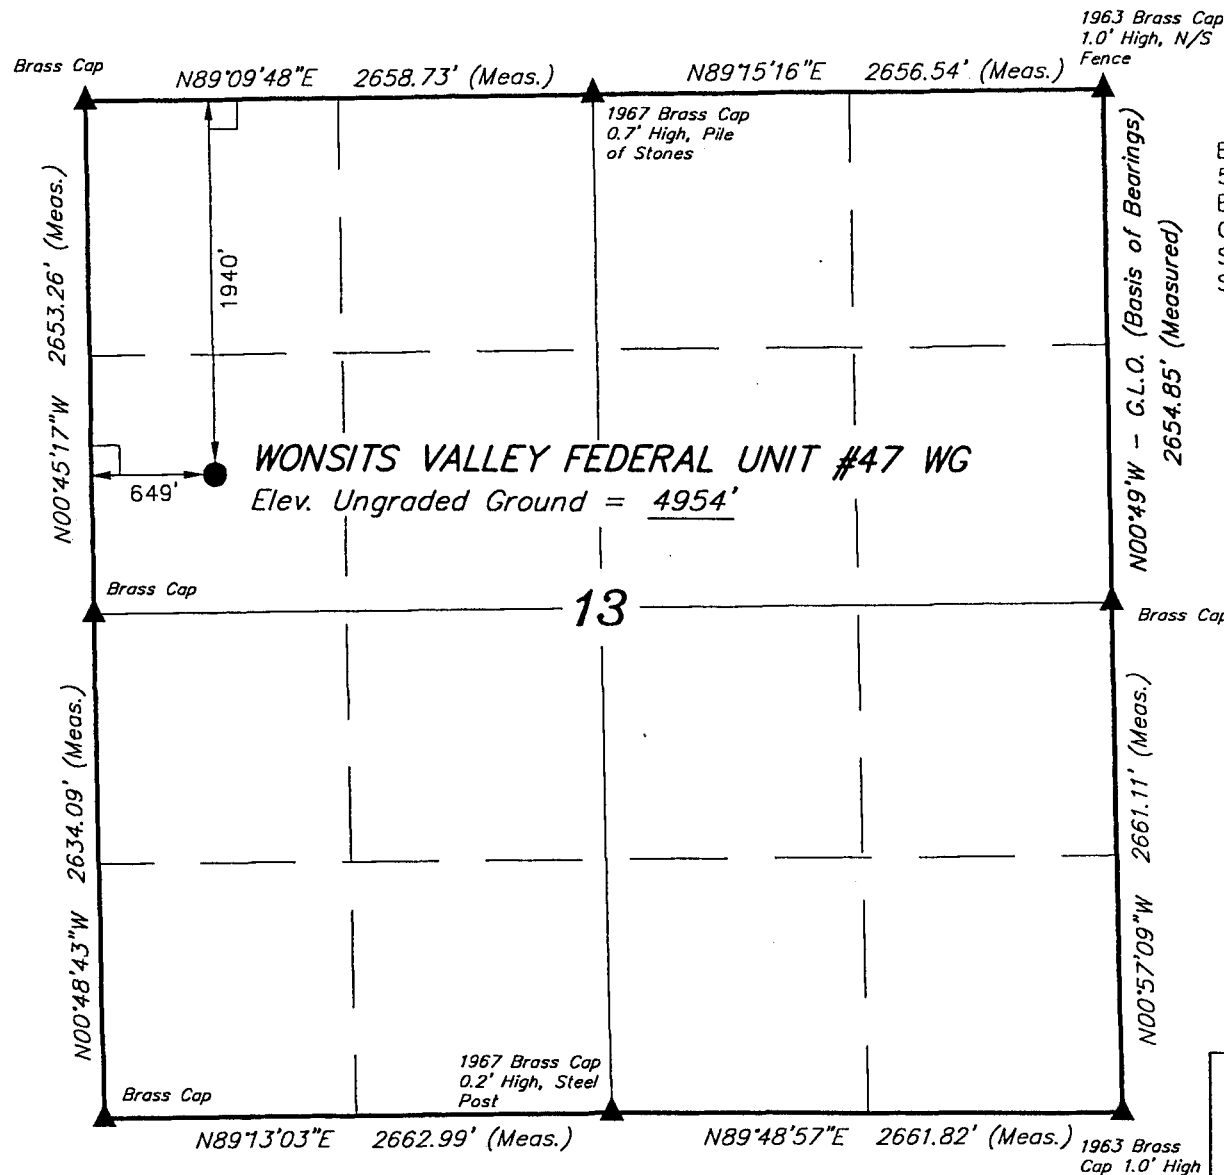 1963 Brass Cap
1.0' High, N/S
Fence
Brass Cap
N89°09'48"E 2658.73' (Meas.)
N89°15'16"E 2656.54' (Meas.)
1967 Brass Cap
0.7' High, Pile
of Stones
N00°45'17"W 2653.26' (Meas.)
1940'
N00°49'W - G.L.O. (Basis of Bearings)
2654.85' (Measured)
WONSITS VALLEY FEDERAL UNIT #47 WG
649'
Elev. Ungraded Ground = 4954'
Brass Cap
13
Brass Cap
N00°48'43"W 2634.09' (Meas.)
N00°57'09"W 2661.11' (Meas.)
1967 Brass Cap
0.2' High, Steel
Post
Brass Cap
N89°13'03"E 2662.99' (Meas.)
N89°48'57"E 2661.82' (Meas.)
1963 Brass
Cap 1.0' High